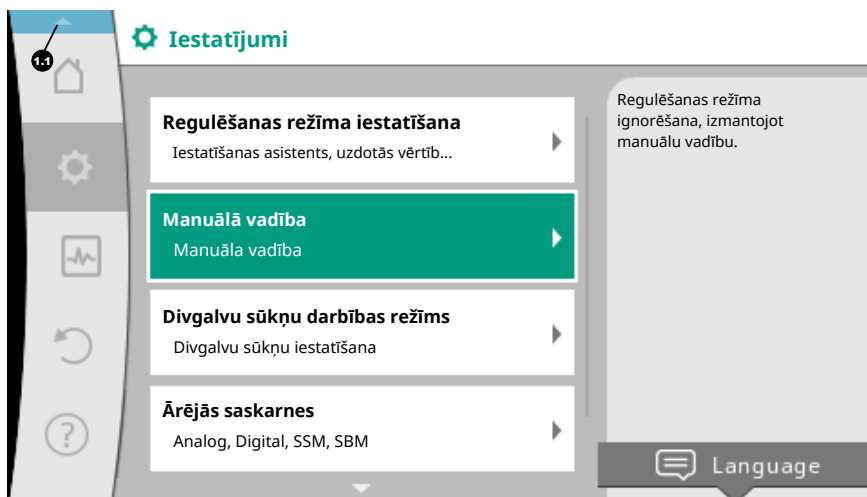 1.1
Iestatījumi
Regulēšanas režīma iestatīšana
Iestatīšanas asistents, uzdotās vērtīb...
Manuālā vadība
Manuāla vadība
Divgalvu sūkņu darbības režīms
Divgalvu sūkņu iestatīšana
Ārējās saskarnes
Analog, Digital, SSM, SBM
Regulēšanas režīma
ignorēšana, izmantojot
manuālu vadību.
Language